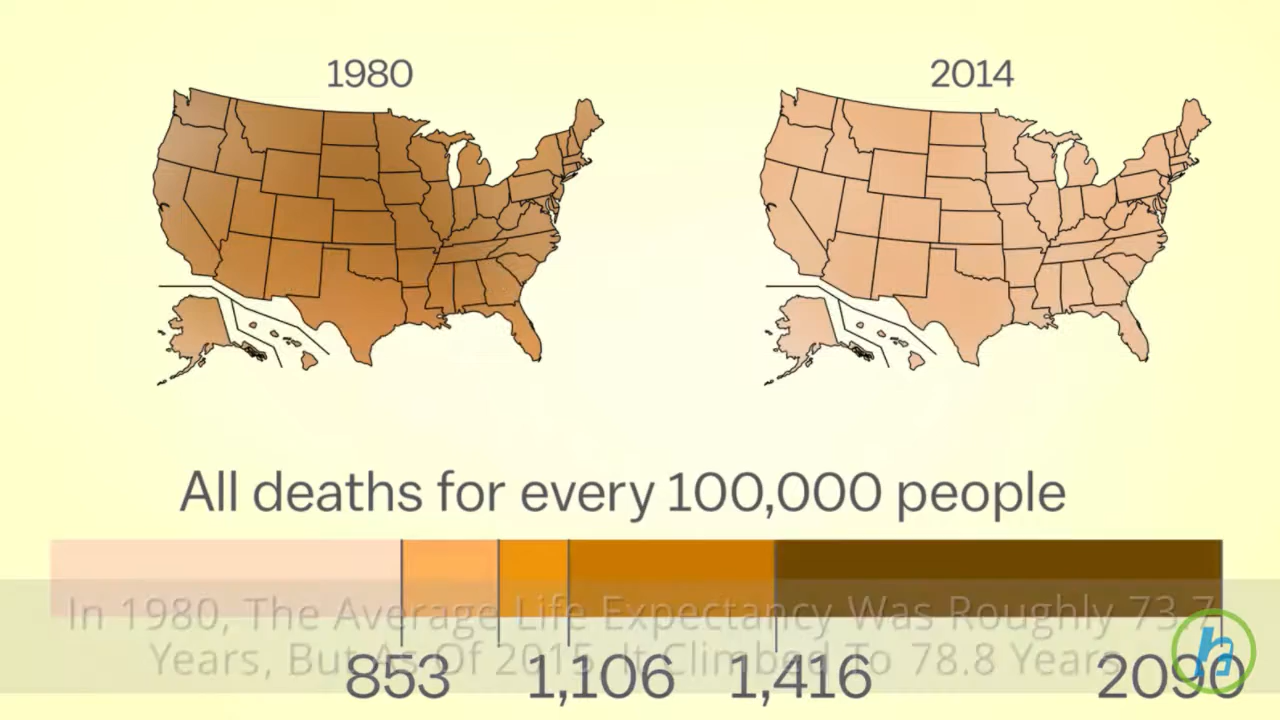 1980
2014
All deaths for every 100,000 people
In 1980, The Average Life Expectancy Was Roughly 73.7
Years, But As Of 2015, It Climbed To 78.8 Years
853 1,106 1,416 2090